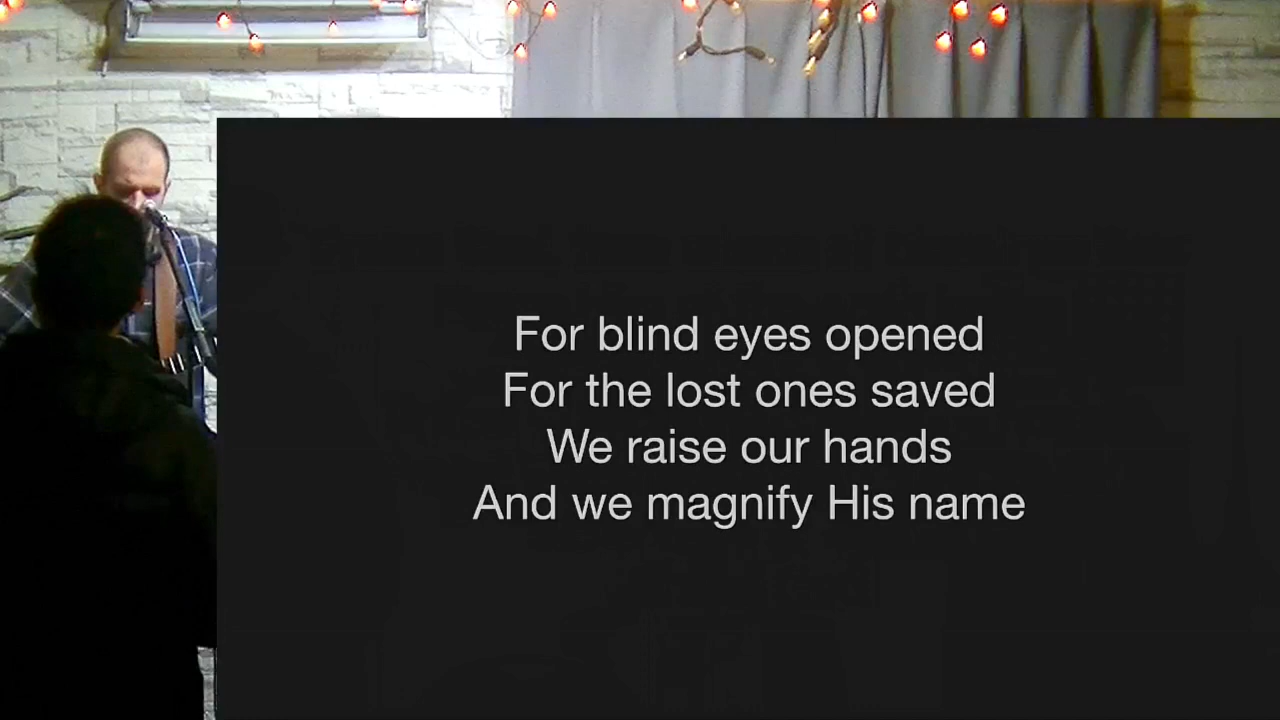 For blind eyes opened
For the lost ones saved
We raise our hands
And we magnify His name